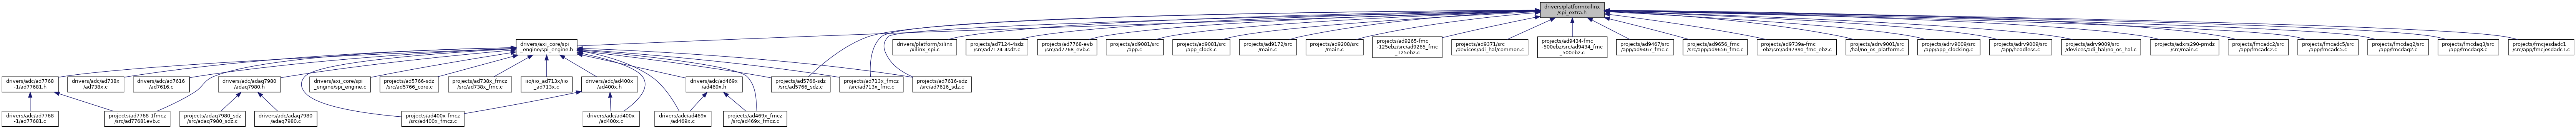 drivers/platform/xilinx
/spi_extra.h
drivers/axi_core/spi
_engine/spi_engine.h
drivers/platform/xilinx
/xilinx_spi.c
projects/ad7124-4sdz
/src/ad7124-4sdz.c
projects/ad7768-evb
/src/ad7768_evb.c
projects/ad9081/src
/app.c
projects/ad9081/src
/app_clock.c
projects/ad9172/src
/main.c
projects/ad9208/src
/main.c
projects/ad9265-fmc
-125ebz/src/ad9265_fmc
_125ebz.c
projects/ad9371/src
/devices/adi_hal/common.c
projects/ad9434-fmc
-500ebz/src/ad9434_fmc
_500ebz.c
projects/ad9467/src
/app/ad9467_fmc.c
projects/ad9656_fmc
/src/app/ad9656_fmc.c
projects/ad9739a-fmc
-ebz/src/ad9739a_fmc_ebz.c
projects/adrv9001/src
/hal/no_os_platform.c
projects/adrv9009/src
/app/app_clocking.c
projects/adrv9009/src
/app/headless.c
projects/adrv9009/src
/devices/adi_hal/no_os_hal.c
projects/adxrs290-pmdz
/src/main.c
projects/fmcadc2/src
/app/fmcadc2.c
projects/fmcadc5/src
/app/fmcadc5.c
projects/fmcdaq2/src
/app/fmcdaq2.c
projects/fmcdaq3/src
/app/fmcdaq3.c
projects/fmcjesdadc1
/src/app/fmcjesdadc1.c
drivers/adc/ad7768
-1/ad77681.h
drivers/adc/ad738x
/ad738x.c
drivers/adc/ad7616
/ad7616.c
drivers/adc/adaq7980
/adaq7980.h
drivers/axi_core/spi
_engine/spi_engine.c
projects/ad5766-sdz
/src/ad5766_core.c
projects/ad738x_fmcz
/src/ad738x_fmc.c
iio/iio_ad713x/iio
_ad713x.c
drivers/adc/ad400x
/ad400x.h
drivers/adc/ad469x
/ad469x.h
projects/ad5766-sdz
/src/ad5766_sdz.c
projects/ad713x_fmcz
/src/ad713x_fmc.c
projects/ad7616-sdz
/src/ad7616_sdz.c
drivers/adc/ad7768
-1/ad77681.c
projects/ad7768-1fmcz
/src/ad77681evb.c
projects/adaq7980_sdz
/src/adaq7980_sdz.c
drivers/adc/adaq7980
/adaq7980.c
projects/ad400x-fmcz
/src/ad400x_fmcz.c
drivers/adc/ad400x
/ad400x.c
drivers/adc/ad469x
/ad469x.c
projects/ad469x_fmcz
/src/ad469x_fmcz.c